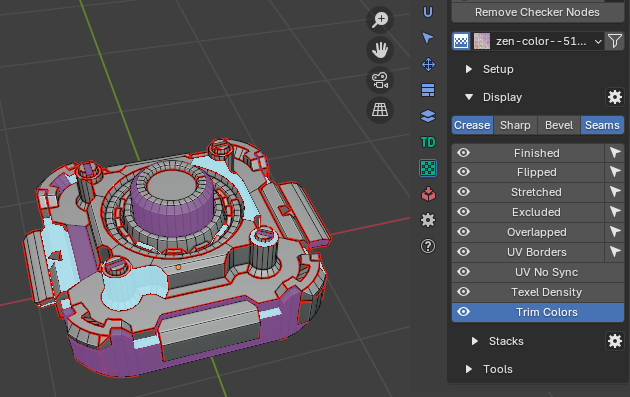 Remove Checker Nodes
zen-color--51...
Setup
Display
Crease Sharp Bevel Seams
Finished
Flipped
Stretched
Excluded
Overlapped
UV Borders
UV No Sync
TD
Texel Density
Trim Colors
Stacks
Tools